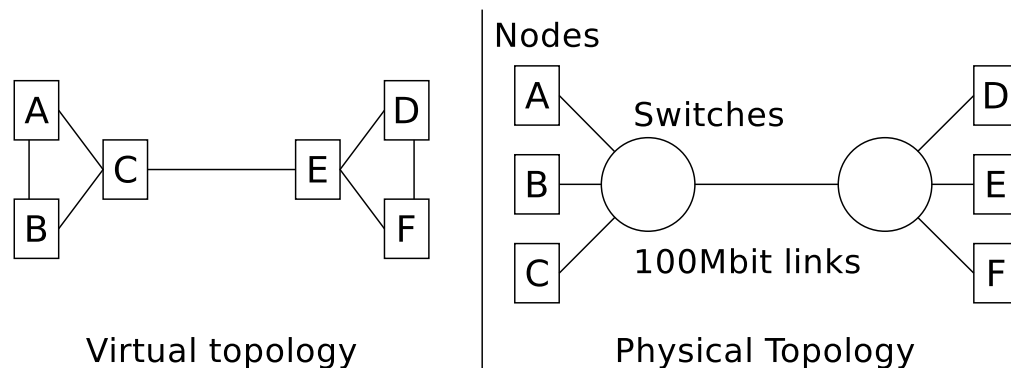 A
B
C
E
D
F
Virtual topology
Nodes
A
B
C
Switches
100Mbit links
D
E
F
Physical Topology